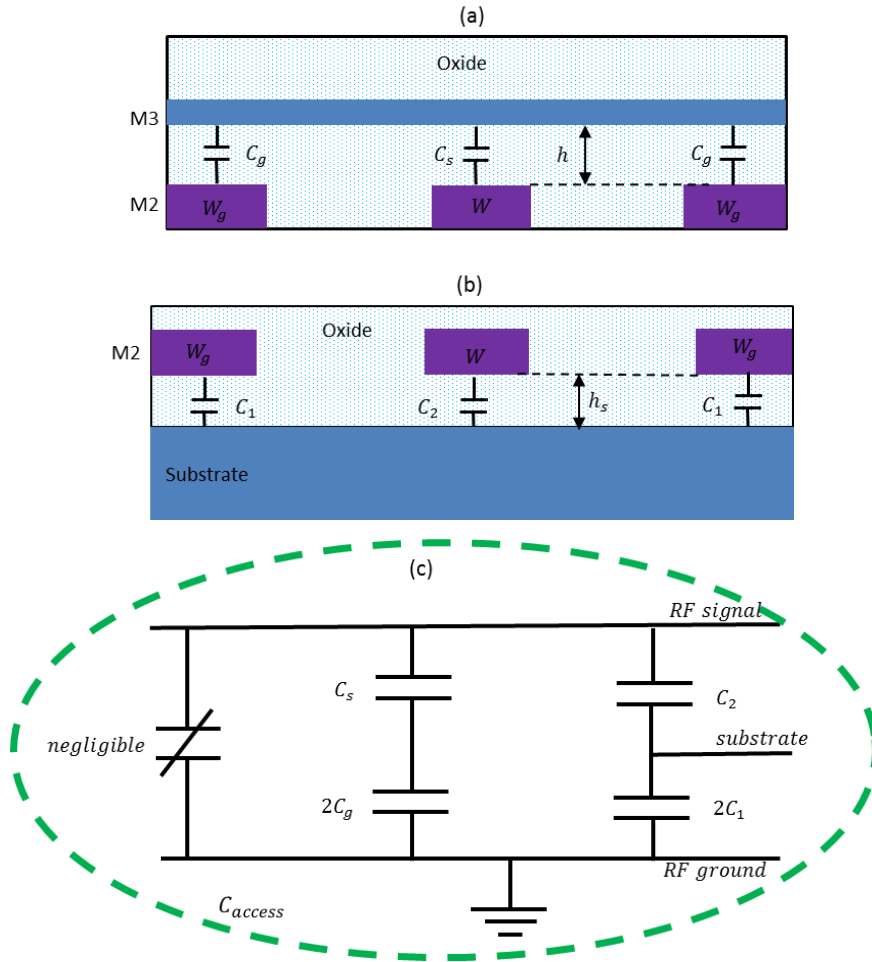 (a)
Oxide
M3
C_g
C_s
h
C_g
M2
W_g
W
W_g
(b)
M2
W_g
Oxide
W
W_g
C_1
C_2
h_s
C_1
Substrate
(c)
RF signal
C_s
C_2
negligible
substrate
2C_g
2C_1
RF ground
C_access